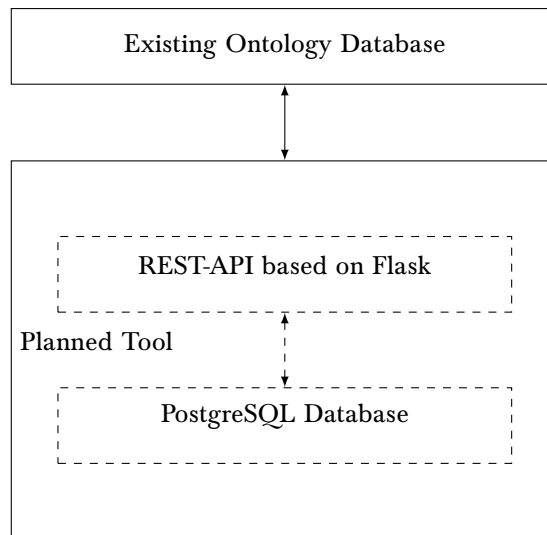 Existing Ontology Database
REST-API based on Flask
Planned Tool
PostgreSQL Database